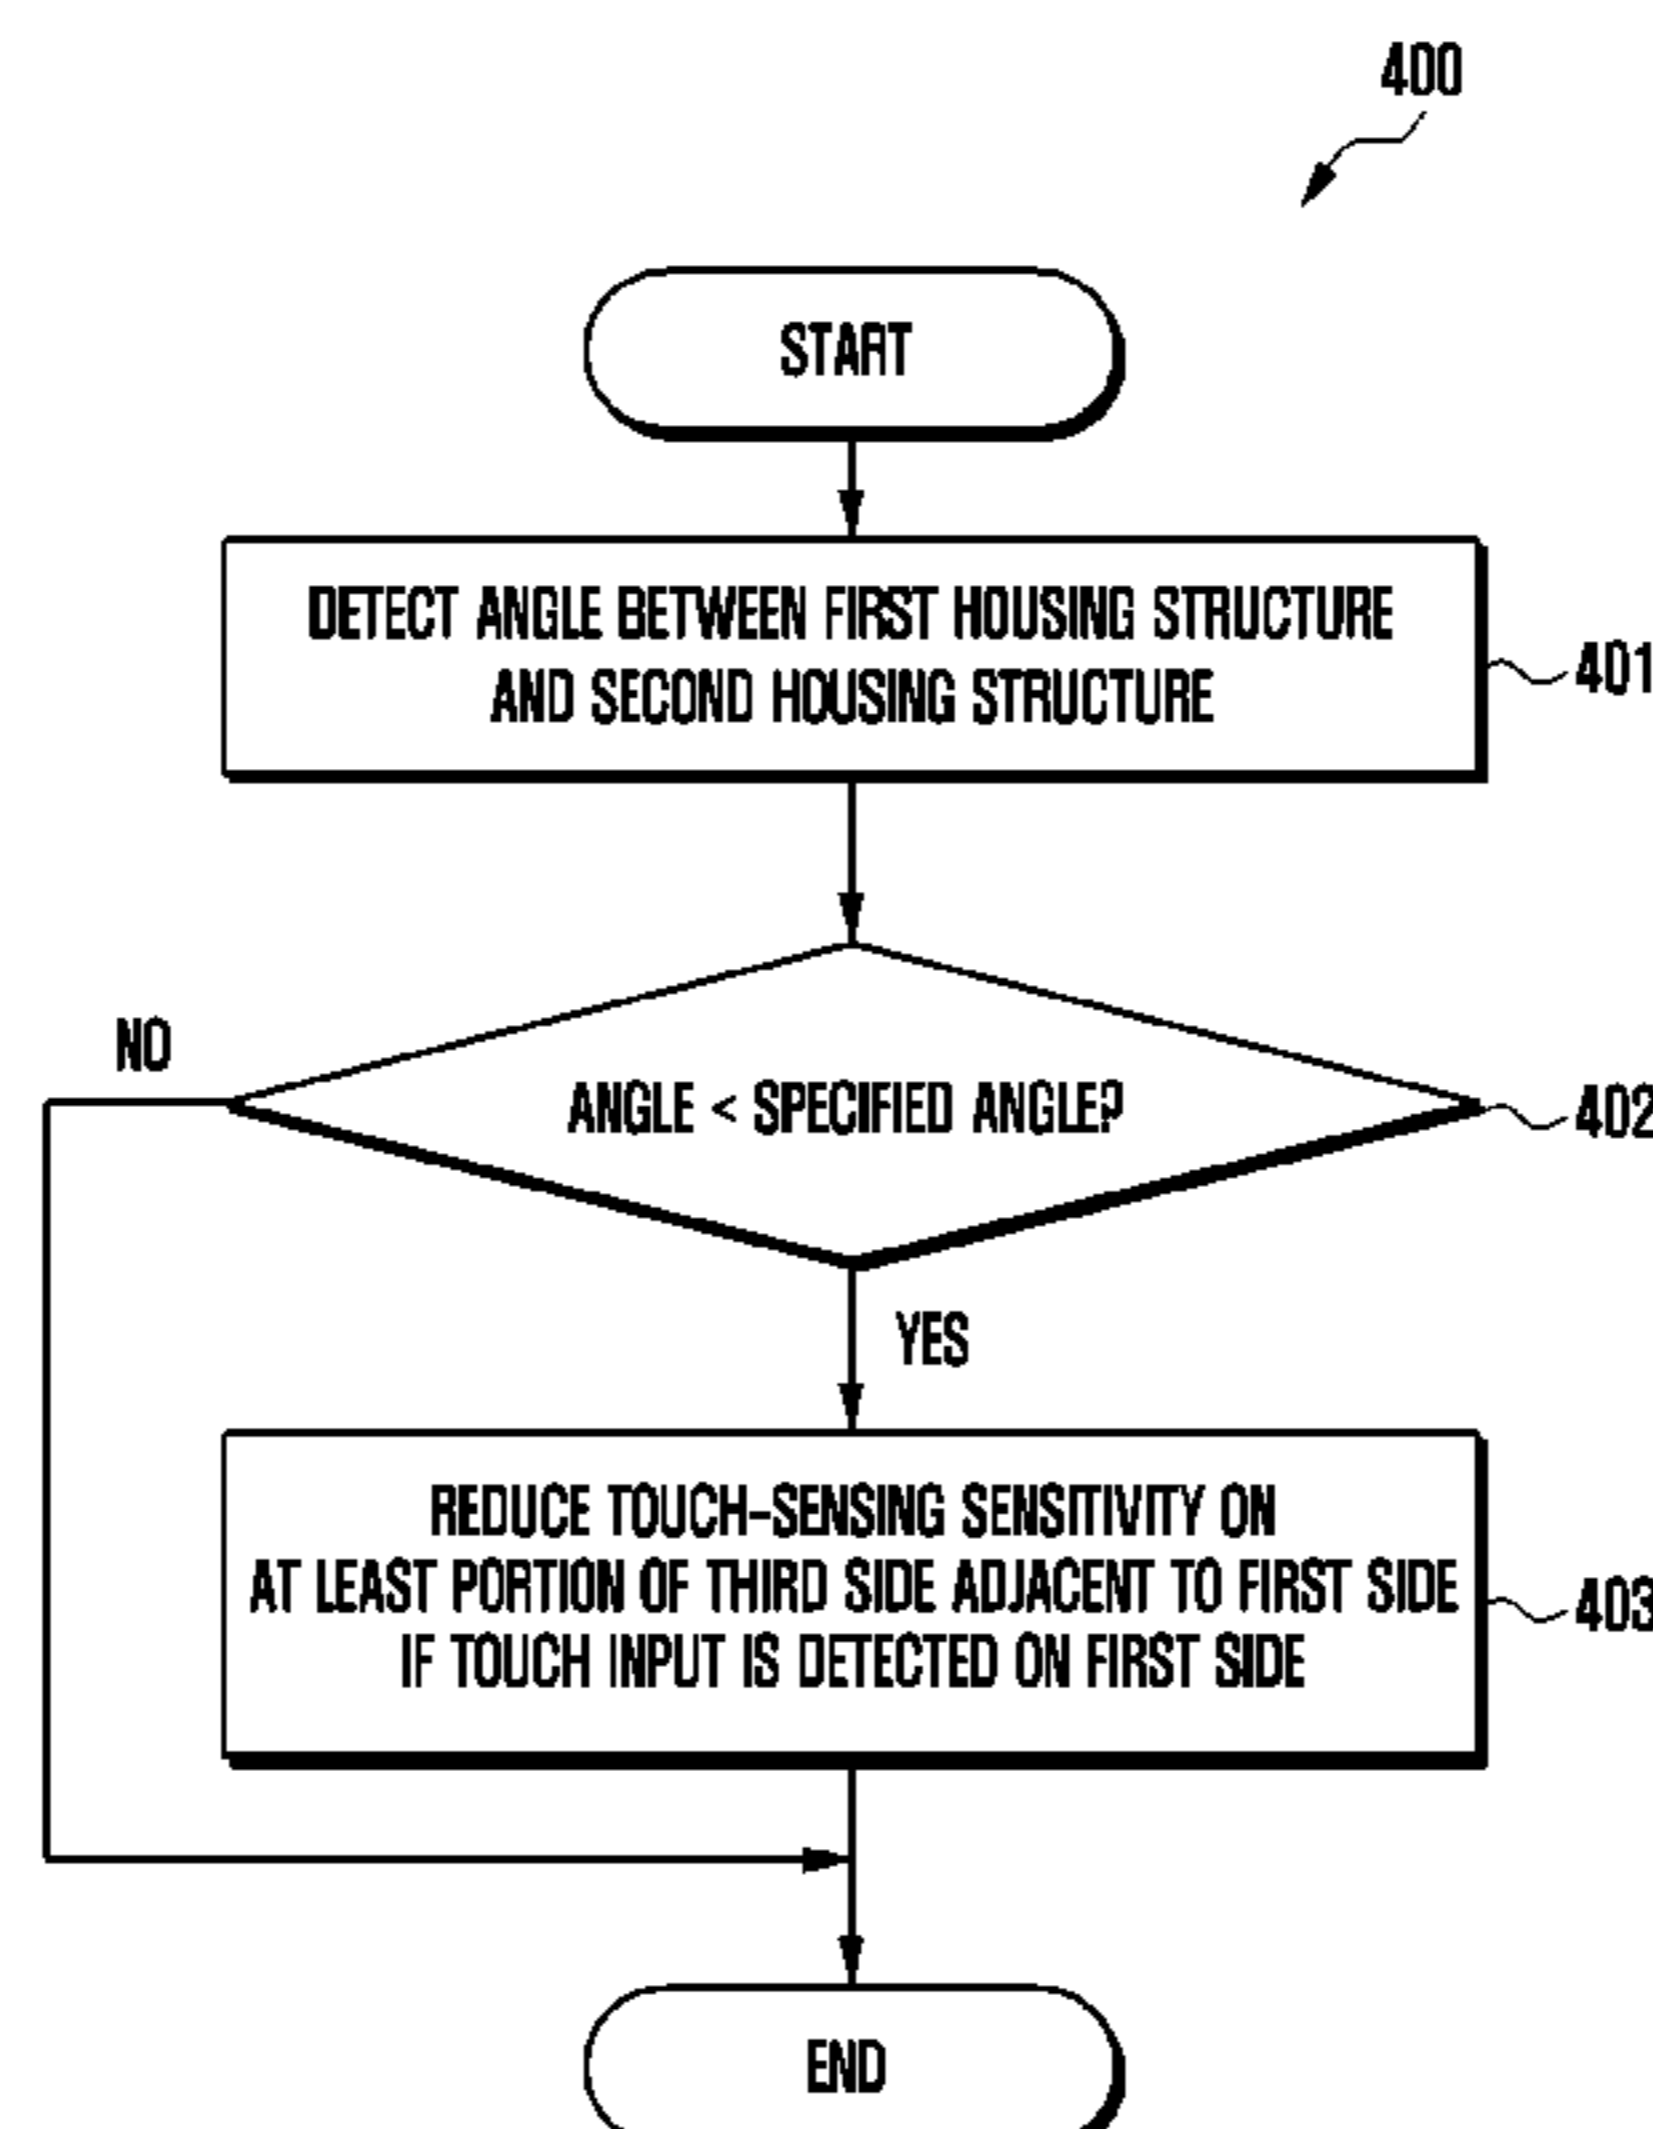 400
START
DETECT ANGLE BETWEEN FIRST HOUSING STRUCTURE
AND SECOND HOUSING STRUCTURE
401
NO
ANGLE < SPECIFIED ANGLE?
402
YES
REDUCE TOUCH-SENSING SENSITIVITY ON
AT LEAST PORTION OF THIRD SIDE ADJACENT TO FIRST SIDE
IF TOUCH INPUT IS DETECTED ON FIRST SIDE
403
END